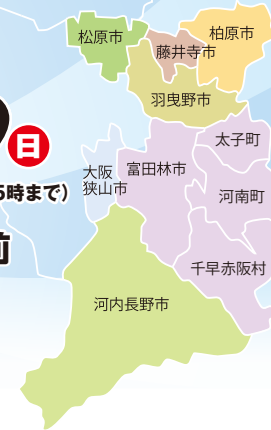 松原市
柏原市
藤井寺市
羽曳野市
日
太子町
大阪
狭山市
富田林市
5時まで）
河南町
前
千早赤阪村
河内長野市